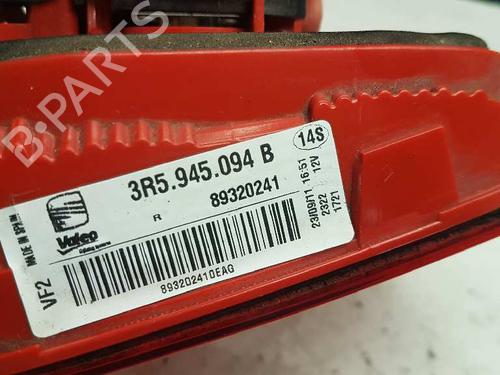 B·PARTS
3R5.945.094 B
14S
R
89320241
Valeo
MADE IN SPAIN
VF2
893202410EAG
23/09/11 16:51
2322 12V
1721